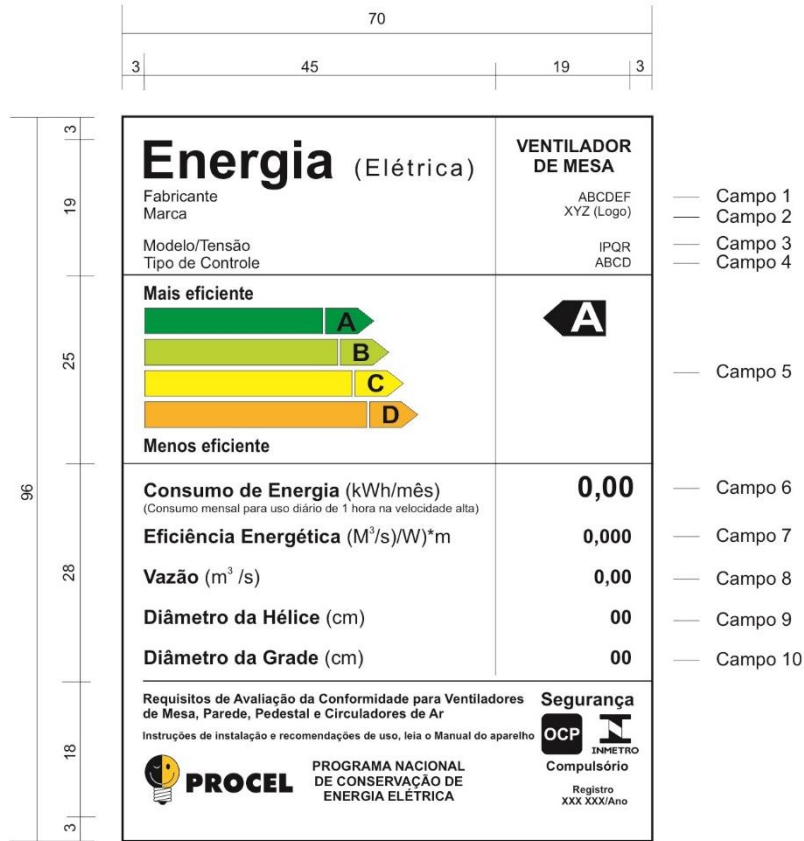 70
3 45 19 3
3
19
25
96
28
18
3
Energia (Elétrica)
VENTILADOR
DE MESA
Fabricante ABCDEF Campo 1
Marca XYZ (Logo) Campo 2
Modelo/Tensão IPQR Campo 3
Tipo de Controle ABCD Campo 4
Mais eficiente
A A
B
C Campo 5
D
Menos eficiente
Consumo de Energia (kWh/mês) 0,00 Campo 6
(Consumo mensal para uso diário de 1 hora na velocidade alta)
Eficiência Energética (M³/s)/W)*m 0,000 Campo 7
Vazão (m³ /s) 0,00 Campo 8
Diâmetro da Hélice (cm) 00 Campo 9
Diâmetro da Grade (cm) 00 Campo 10
Requisitos de Avaliação da Conformidade para Ventiladores
de Mesa, Parede, Pedestal e Circuladores de Ar
Instruções de instalação e recomendações de uso, leia o Manual do aparelho
PROCEL
PROGRAMA NACIONAL
DE CONSERVAÇÃO DE
ENERGIA ELÉTRICA
Segurança
OCP INMETRO
Compulsório
Registro
XXX XXX/Ano